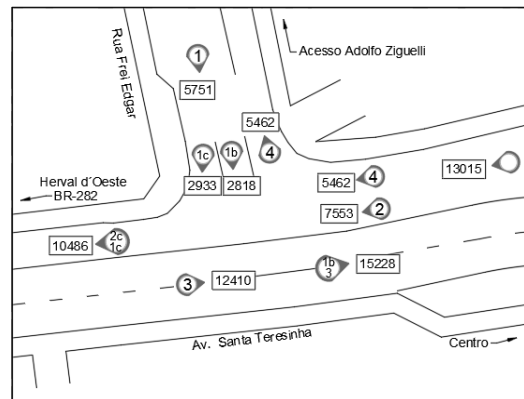 Rua Frei Edgar
1
5751
Acesso Adolfo Ziguelli
5462
4
1c
1b
2933
2818
5462
4
13015
7553
2
Herval d´Oeste
BR-282
10486
2c
1c
3
12410
1b
3
15228
Av. Santa Teresinha
Centro